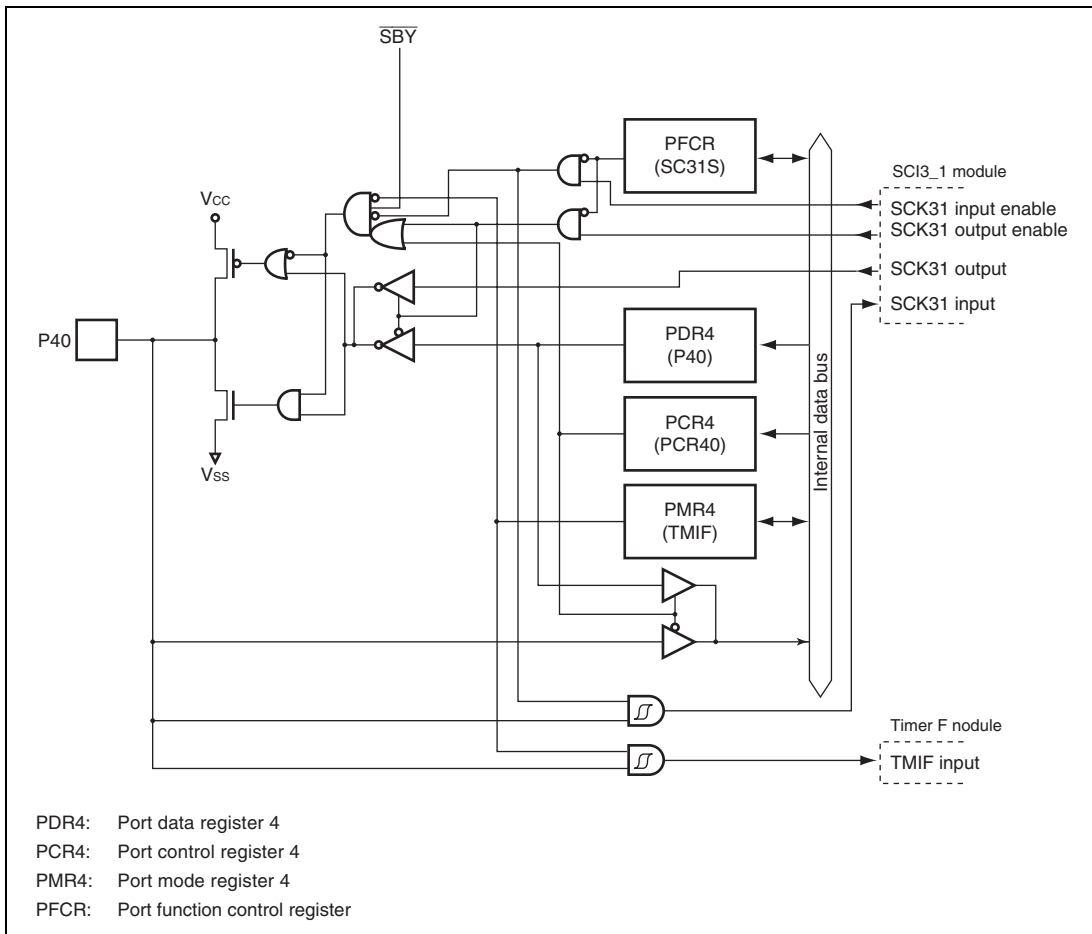 SBY
PFCR
(SC31S)
SCI3_1 module
SCK31 input enable
SCK31 output enable
SCK31 output
SCK31 input
VCC
P40
PDR4
(P40)
PCR4
(PCR40)
Internal data bus
VSS
PMR4
(TMIF)
Timer F nodule
TMIF input
PDR4: Port data register 4
PCR4: Port control register 4
PMR4: Port mode register 4
PFCR: Port function control register